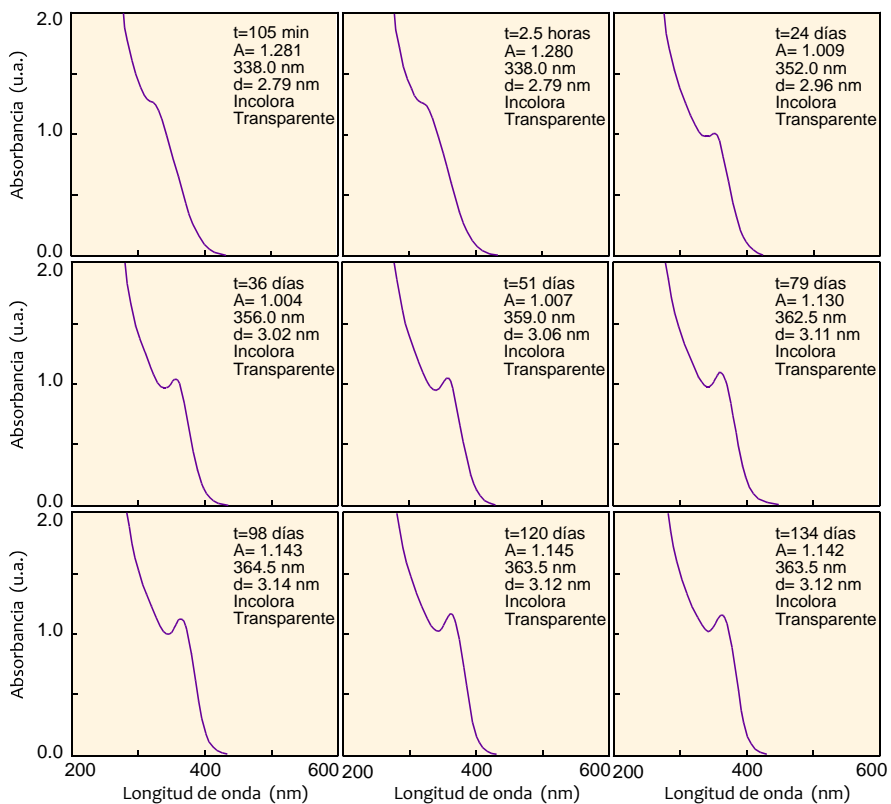 Absorbancia (u.a.)
2.0
1.0
0.0
t=105 min
A= 1.281
338.0 nm
d= 2.79 nm
Incolora
Transparente
t=2.5 horas
A= 1.280
338.0 nm
d= 2.79 nm
Incolora
Transparente
t=24 días
A= 1.009
352.0 nm
d= 2.96 nm
Incolora
Transparente
Absorbancia (u.a.)
2.0
1.0
0.0
t=36 días
A= 1.004
356.0 nm
d= 3.02 nm
Incolora
Transparente
t=51 días
A= 1.007
359.0 nm
d= 3.06 nm
Incolora
Transparente
t=79 días
A= 1.130
362.5 nm
d= 3.11 nm
Incolora
Transparente
Absorbancia (u.a.)
2.0
1.0
0.0
t=98 días
A= 1.143
364.5 nm
d= 3.14 nm
Incolora
Transparente
t=120 días
A= 1.145
363.5 nm
d= 3.12 nm
Incolora
Transparente
t=134 días
A= 1.142
363.5 nm
d= 3.12 nm
Incolora
Transparente
200 400 600 200 400 600 200 400 600
Longitud de onda (nm) Longitud de onda (nm) Longitud de onda (nm)